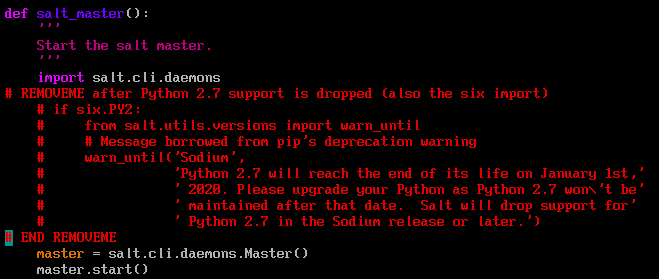 def salt_master():
    '''
    Start the salt master.
    '''
    import salt.cli.daemons
# REMOVEME after Python 2.7 support is dropped (also the six import)
    # if six.PY2:
    #     from salt.utils.versions import warn_until
    #     # Message borrowed from pip's deprecation warning
    #     warn_until('Sodium',
    #                'Python 2.7 will reach the end of its life on January 1st,'
    #                ' 2020. Please upgrade your Python as Python 2.7 won\'t be'
    #                ' maintained after that date.  Salt will drop support for'
    #                ' Python 2.7 in the Sodium release or later.')
# END REMOVEME
    master = salt.cli.daemons.Master()
    master.start()